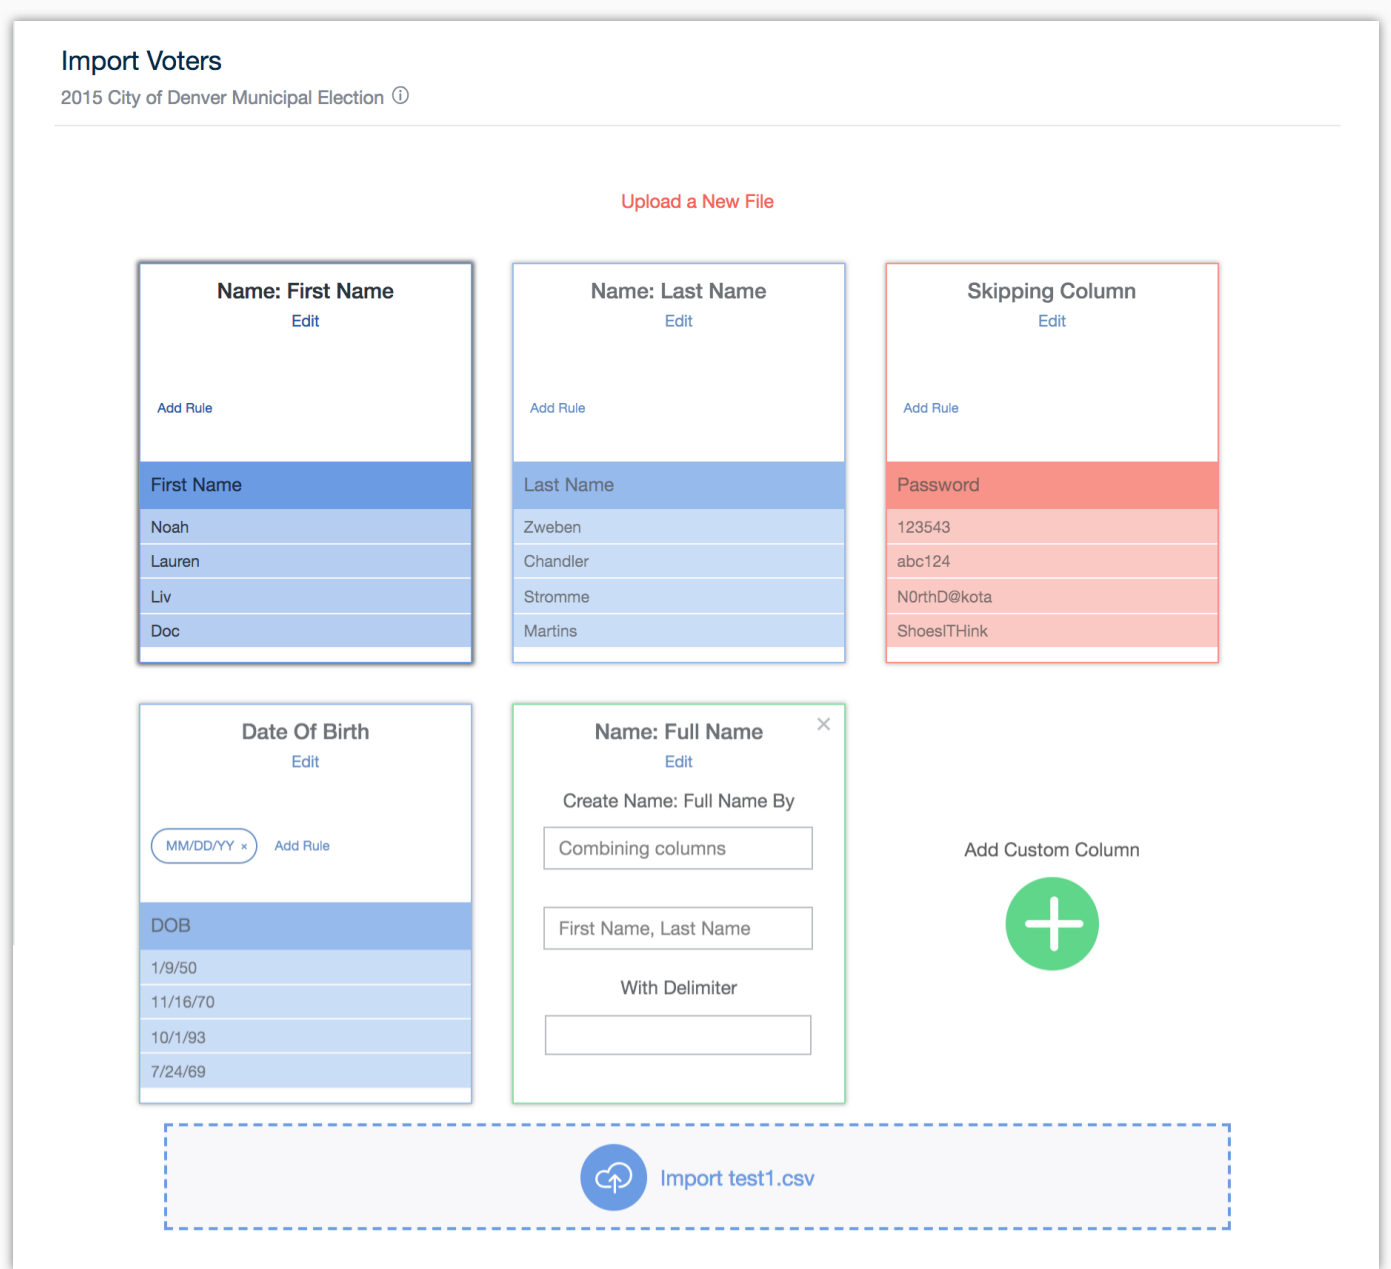 Import Voters
2015 City of Denver Municipal Election
Upload a New File
Name: First Name
Edit
Add Rule
First Name
Noah
Lauren
Liv
Doc
Name: Last Name
Edit
Add Rule
Last Name
Zweben
Chandler
Stromme
Martins
Skipping Column
Edit
Add Rule
Password
123543
abc124
N0rthD@kota
ShoesITHink
Date Of Birth
Edit
MM/DD/YY × Add Rule
DOB
1/9/50
11/16/70
10/1/93
7/24/69
Name: Full Name
Edit
Create Name: Full Name By
Combining columns
First Name, Last Name
With Delimiter
Add Custom Column
Import test1.csv